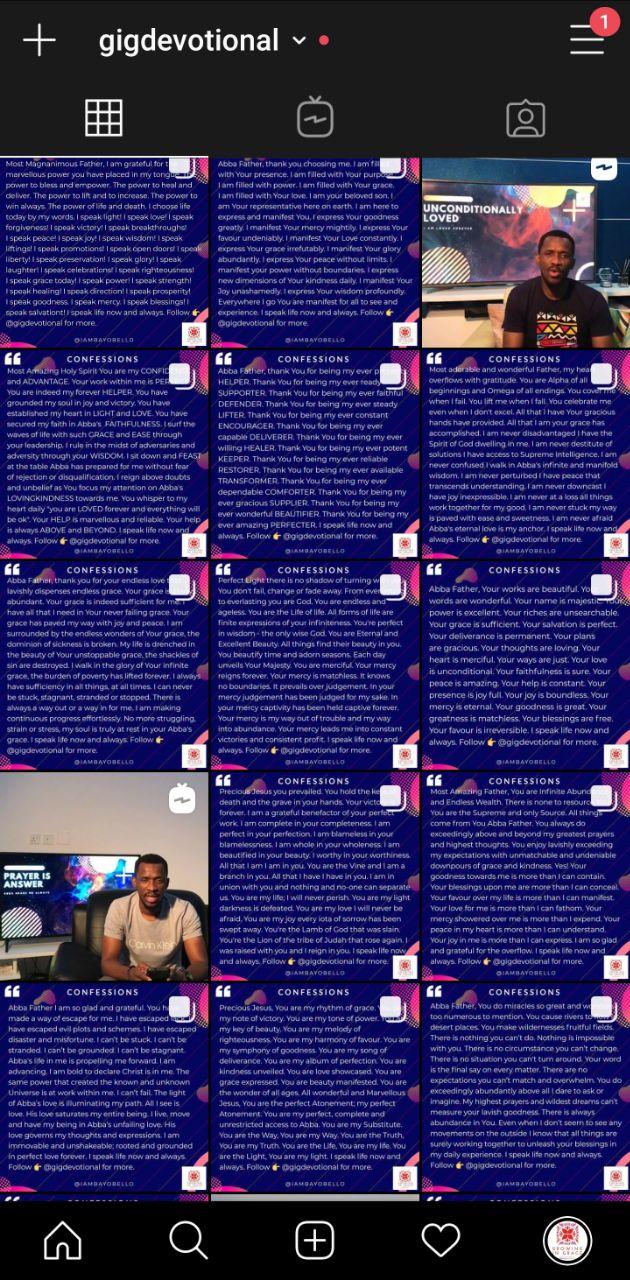 gigdevotional
1
Most Magnanimous Father, I am grateful for the
marvellous power you have placed in my tongue
power to bless and empower. The power to heal and
deliver. The power to lift and to increase. The power to
win always. The power of life and death. I choose life
today by my words. I speak light! I speak love! I speak
forgiveness! I speak victory! I speak breakthroughs!
I speak peace! I speak joy! I speak wisdom! I speak
liftings! I speak promotions! I speak open doors! I speak
liberty! I speak preservation! I speak glory! I speak
laughter! I speak celebrations! I speak righteousness!
I speak grace today! I speak power! I speak strength!
I speak healing! I speak direction! I speak prosperity!
I speak goodness. I speak mercy. I speak blessings! I
speak salvation! I speak life now and always. Follow 👉
@gigdevotional for more.
@IAMBAYOBELLO
Abba Father, thank you choosing me. I am filled
with Your presence. I am filled with Your purpose
I am filled with power. I am filled with Your grace.
I am filled with Your love. I am your beloved son. I
am Your representative here on earth. I am here to
express and manifest You, I express Your goodness
greatly. I manifest Your mercy mightly. I express Your
favour undeniably. I manifest Your Love constantly. I
express Your grace irrefutably. I manifest Your glory
abundantly. I express Your Peace without limits. I
manifest your power without boundaries. I express
new dimensions of Your kindness daily. I manifest Your
Joy unashamedly. I express Your wisdom profoundly.
Everywhere I go You are manifest for all to see and
experience. I speak life now and always. Follow 👉
@gigdevotional for more.
@IAMBAYOBELLO
UNCONDITIONALLY
LOVED
I AM LOVED FOREVER
CONFESSIONS
Most Amazing Holy Spirit You are my
and ADVANTAGE. Your work within me is
You are indeed my forever HELPER. You have
grounded my soul in joy and victory. You have
established my heart in LIGHT and LOVE. You have
secured my faith in Abba's FAITHFULNESS. I surf the
waves of life with such GRACE and EASE through
your leadership. I rule in the midst of adversaries and
adversity through your WISDOM. I sit down and FEAST
at the table Abba has prepared for me without fear
of rejection or disqualification. I reign above doubts
and unbelief as You focus my attention on Abba's
LOVINGKINDNESS towards me. You whisper to my
heart daily "you are LOVED forever and everything will
be ok". Your HELP is marvellous and reliable. Your help
is always ABOVE and BEYOND. I speak life now and
always. Follow 👉 @gigdevotional for more.
@IAMBAYOBELLO
CONFESSIONS
Abba Father, thank You for being my ever
HELPER. Thank You for being my ever ready
SUPPORTER. Thank You for being my ever faithful
DEFENDER. Thank You for being my ever steady
LIFTER. Thank You for being my ever constant
ENCOURAGER. Thank You for being my ever
capable DELIVERER. Thank You for being my ever
willing HEALER. Thank You for being my ever potent
KEEPER. Thank You for being my ever reliable
RESTORER. Thank You for being my ever available
TRANSFORMER. Thank You for being my ever
dependable COMFORTER. Thank You for being my
ever gracious SUPPLIER. Thank You for being my
ever wonderful BEAUTIFIER. Thank You for being my
ever amazing PERFECTER. I speak life now and
always. Follow 👉 @gigdevotional for more.
@IAMBAYOBELLO
CONFESSIONS
Most adorable and wonderful Father, my heart
overflows with gratitude. You are Alpha of all
beginnings and Omega of all endings. You cover me
when I fail. You lift me when I fall. You celebrate me
even when I don't excel. All that I have Your gracious
hands have provided. All that I am your grace has
accomplished. I am never disadvantaged I have the
Spirit of God dwelling in me. I am never destitute of
solutions I have access to Supreme Intelligence. I am
never confused I walk in Abba's infinite and manifold
wisdom. I am never perturbed I have peace that
transcends understanding. I am never downcast I
have joy inexpressible. I am never at a loss all things
work together for my good. I am never stuck my way
is paved with ease and sweetness. I am never afraid
Abba's eternal love is my anchor. I speak life now and
always. Follow 👉 @gigdevotional for more.
@IAMBAYOBELLO
CONFESSIONS
Abba Father, thank you for your endless love that
lavishly dispenses endless grace. Your grace is
abundant. Your grace is indeed sufficient for me. I
have all that I need in Your never failing grace. Your
grace has paved my way with joy and peace. I am
surrounded by the endless wonders of Your grace, the
dominion of sickness is broken. My life is drenched in
the beauty of Your unstoppable grace, the shackles of
sin are destroyed. I walk in the glory of Your infinite
grace, the burden of poverty has lifted forever. I always
have sufficiency in all things, at all times. I can never
be stuck, stagnant, stranded or stopped. There is
always a way out or a way in for me. I am making
continuous progress effortlessly. No more struggling,
strain or stress, my soul is truly at rest in your Abba's
grace. I speak life now and always. Follow 👉
@gigdevotional for more.
@IAMBAYOBELLO
CONFESSIONS
Perfect Light there is no shadow of turning with
You don't fail, change or fade away. From
to everlasting you are God. You are endless and
ageless. You are the Life of life. All forms of life are
finite expressions of your infiniteness. You're perfect
in wisdom - the only wise God. You are Eternal and
Excellent Beauty. All things find their beauty in you.
You beautify time and adorn seasons. Each day
unveils Your Majesty. You are merciful. Your mercy
reigns forever. Your mercy is matchless. It knows
no boundaries. It prevails over judgement. In your
mercy judgement has been judged for my sake. In
your mercy captivity has been held captive forever.
Your mercy is my way out of trouble and my way
into abundance. Your mercy leads me into constant
victories and consistent profit. I speak life now and
always. Follow 👉 @gigdevotional for more.
@IAMBAYOBELLO
CONFESSIONS
Abba Father, Your works are beautiful. Your
words are wonderful. Your name is majestic. Your
power is excellent. Your riches are unsearchable.
Your grace is sufficient. Your salvation is perfect.
Your deliverance is permanent. Your plans
are gracious. Your thoughts are loving. Your
heart is merciful. Your ways are just. Your love
is unconditional. Your faithfulness is sure. Your
peace is amazing. Your help is constant. Your
presence is joy full. Your joy is boundless. Your
mercy is eternal. Your goodness is great. Your
greatness is matchless. Your blessings are free.
Your favour is irreversible. I speak life now and
always. Follow 👉 @gigdevotional for more.
@IAMBAYOBELLO
PRAYER IS
ANSWER
Calvin Klein
CONFESSIONS
Precious Jesus you prevailed. You hold the keys
death and the grave in your hands. Your victory
forever. I am a grateful benefactor of your perfect
work. I am complete in your completeness. I am
perfect in your perfection. I am blameless in your
blamelessness. I am whole in your wholeness. I am
beautified in your beauty. I worthy in your worthiness.
All that I am I am in you. You are the Vine and I am a
branch in you. All that I have I have in you. I am in
union with you and nothing and no-one can separate
us. You are my life; I will never perish. You are my light
darkness is defeated. You are my love I will never be
afraid. You are my joy every iota of sorrow has been
swept away. You're the Lamb of God that was slain.
You're the Lion of the tribe of Judah that rose again. I
was raised with you and I reign in you. I speak life now
and always. Follow 👉 @gigdevotional for more.
@IAMBAYOBELLO
CONFESSIONS
Most Amazing Father, You are Infinite Abundance
and Endless Wealth. There is none to
You are the Supreme and only Source. All things
come from You Abba Father. You always do
exceedingly above and beyond my greatest prayers
and highest thoughts. You enjoy lavishly exceeding
my expectations with unmatchable and undeniable
downpours of grace and kindness. Yes! Your
goodness towards me is more than I can contain.
Your blessings upon me are more than I can conceal.
Your favour over my life is more than I can manifest.
Your love for me is more than I can fathom. Your
mercy showered over me is more than I expend. Your
peace in my heart is more than I can understand.
Your joy in me is more than I can express. I am so glad
and grateful for the overflow. I speak life now and
always. Follow 👉 @gigdevotional for more.
@IAMBAYOBELLO
CONFESSIONS
Abba Father I am so glad and grateful. You
made a way of escape for me. I have escaped
have escaped evil plots and schemes. I have escaped
disaster and misfortune. I can't be stuck. I can't be
stranded. I can't be grounded. I can't be stagnant.
Abba's life in me is propelling me forward. I am
advancing. I am bold to declare Christ is in me. The
same power that created the known and unknown
Universe is at work within me. I can't fail. The light
of Abba's love is illuminating my path. All I see is
love. His love saturates my entire being. I live, move
and have my being in Abba's unfailing love. His
love governs my thoughts and expressions. I am
immovable and unshakeable; rooted and grounded
in perfect love forever. I speak life now and always.
Follow 👉 @gigdevotional for more.
@IAMBAYOBELLO
CONFESSIONS
Precious Jesus, You are my rhythm of grace. You
my note of victory. You are my tone of power.
my key of beauty. You are my melody of
righteousness. You are my harmony of favour. You are
my symphony of goodness. You are my song of
deliverance. You are my album of perfection. You are
kindness unveiled. You are love showcased. You are
grace expressed. You are beauty manifested. You are
the wonder of all ages. All wonderful and Marvellous
Jesus, You are the perfect Atonement; my perfect
Atonement. You are my perfect, complete and
unrestricted access to Abba. You are my Substitute.
You are the Way, You are my Way. You are the Truth,
You are my Truth. You are the Life, You are my life. You
are the Light, You are my light. I speak life now and
always. Follow 👉 @gigdevotional for more.
@IAMBAYOBELLO
CONFESSIONS
Abba Father, You do miracles so great and
too numerous to mention. You cause rivers to
desert places. You make wildernesses fruitful fields.
There is nothing you can't do. Nothing is impossible
with you. There is no circumstance you can't change.
There is no situation You can't turn around. Your word
is the final say on every matter. There are no
expectations you can't match and overwhelm. You do
exceedingly abundantly above all I dare to ask or
imagine. My highest prayers and wildest dreams can't
measure your lavish goodness. There is always
abundance in You. Even when I don't seem to see any
movements on the outside I know that all things are
surely working together to unleash your blessings in
my daily experience. I speak life now and always.
Follow 👉 @gigdevotional for more.
@IAMBAYOBELLO
GROWING
IN GRACE